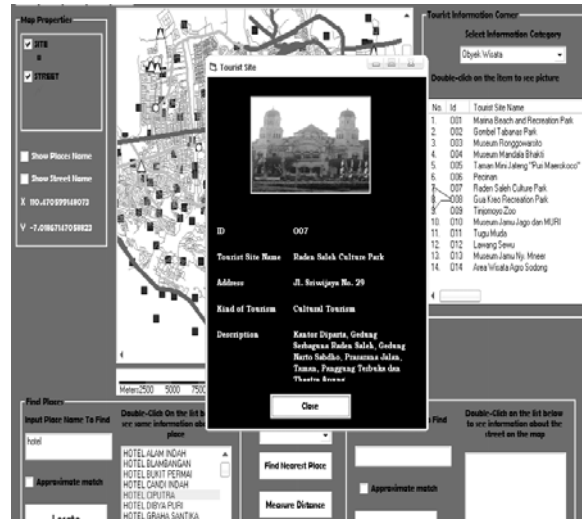 Map Properties
SITE
STREET
Show Places Name
Show Street Name
X 110.470599148073
Y -7.01867147058823
Meters2500 5000 7500
Tourist Site
ID 007
Tourist Site Name Raden Saleh Culture Park
Address Jl. Sriwijaya No. 29
Kind of Tourism Cultural Tourism
Description Kantor Diparta, Gedung
Serbaguna Raden Saleh, Gedung
Narto Sabdho, Prasarana Jalan,
Taman, Panggung Terbuka dan
Close
Tourist Information Corner
Select Information Category
Obyek Wisata
Double-click on the item to see picture
No. Id Tourist Site Name
1. 001 Marina Beach and Recreation Park
2. 002 Gombel Tabanas Park
3. 003 Museum Ronggowarsito
4. 004 Museum Mandala Bhakti
5. 005 Taman Mini Jateng "Puri Maerokoco"
6. 006 Pecinan
7. 007 Raden Saleh Culture Park
8. 008 Gua Kreo Recreation Park
9. 009 Tinjomoyo Zoo
10. 010 Museum Jamu Jago dan MURI
11. 011 Tugu Muda
12. 012 Lawang Sewu
13. 013 Museum Jamu Ny. Mneer
14. 014 Area Wisata Agro Sodong
Find Places
Input Place Name To Find
hotel
Approximate match
Locate
Double-Click On the list
see some information
place
HOTEL ALAM INDAH
HOTEL BLAMBANGAN
HOTEL BUKIT PERMAI
HOTEL CANDI INDAH
HOTEL CIPUTRA
HOTEL DIBYA PURI
HOTEL GRAHA SANTIKA
Find Nearest Place
Measure Distance
Find
Approximate match
Double-Click on the list below
to see information about the
street on the map